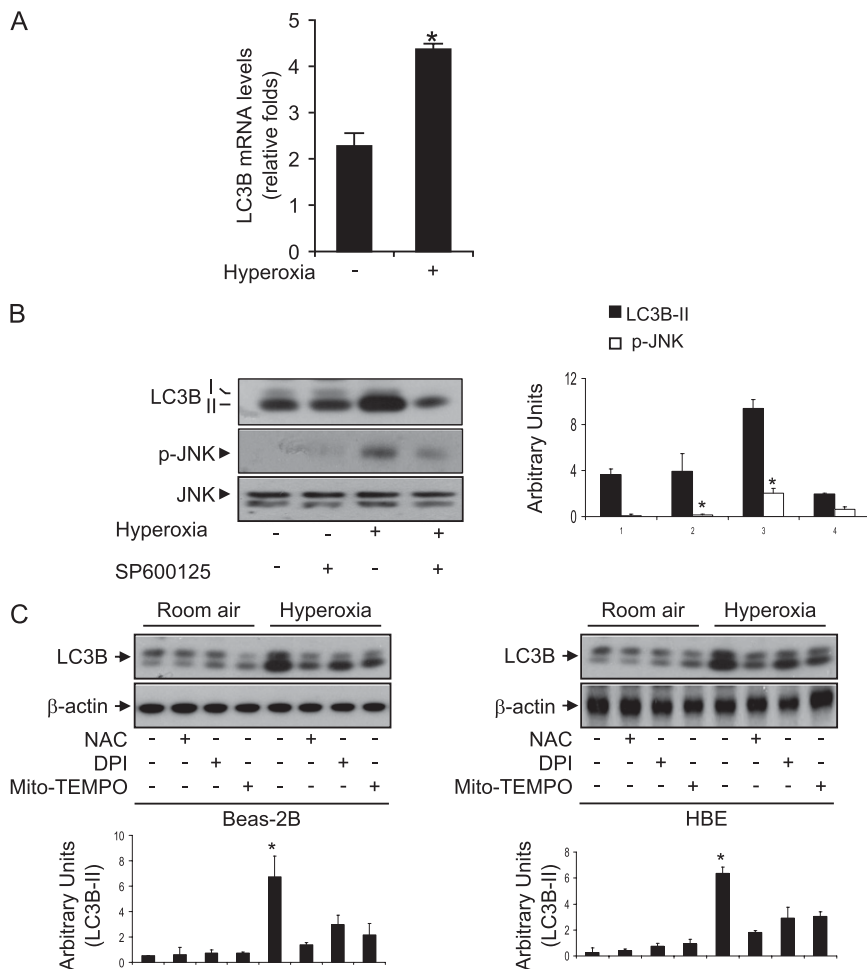 A
LC3B mRNA levels
(relative folds)
5
4
3
2
1
0
*
Hyperoxia - +
B
LC3B I
II
p-JNK
JNK
Hyperoxia - - + +
SP600125 - + - +
LC3B-II
p-JNK
Arbitrary Units
12
8
4
0
* *
1 2 3 4
C
Room air Hyperoxia
LC3B
β-actin
NAC - + - - - + - -
DPI - - + - - - + -
Mito-TEMPO - - - + - - - +
Beas-2B
Arbitrary Units
(LC3B-II)
10
8
6
4
2
0
*
Room air Hyperoxia
LC3B
β-actin
NAC - + - - - + - -
DPI - - + - - - + -
Mito-TEMPO - - - + - - - +
HBE
Arbitrary Units
(LC3B-II)
8
6
4
2
0
*